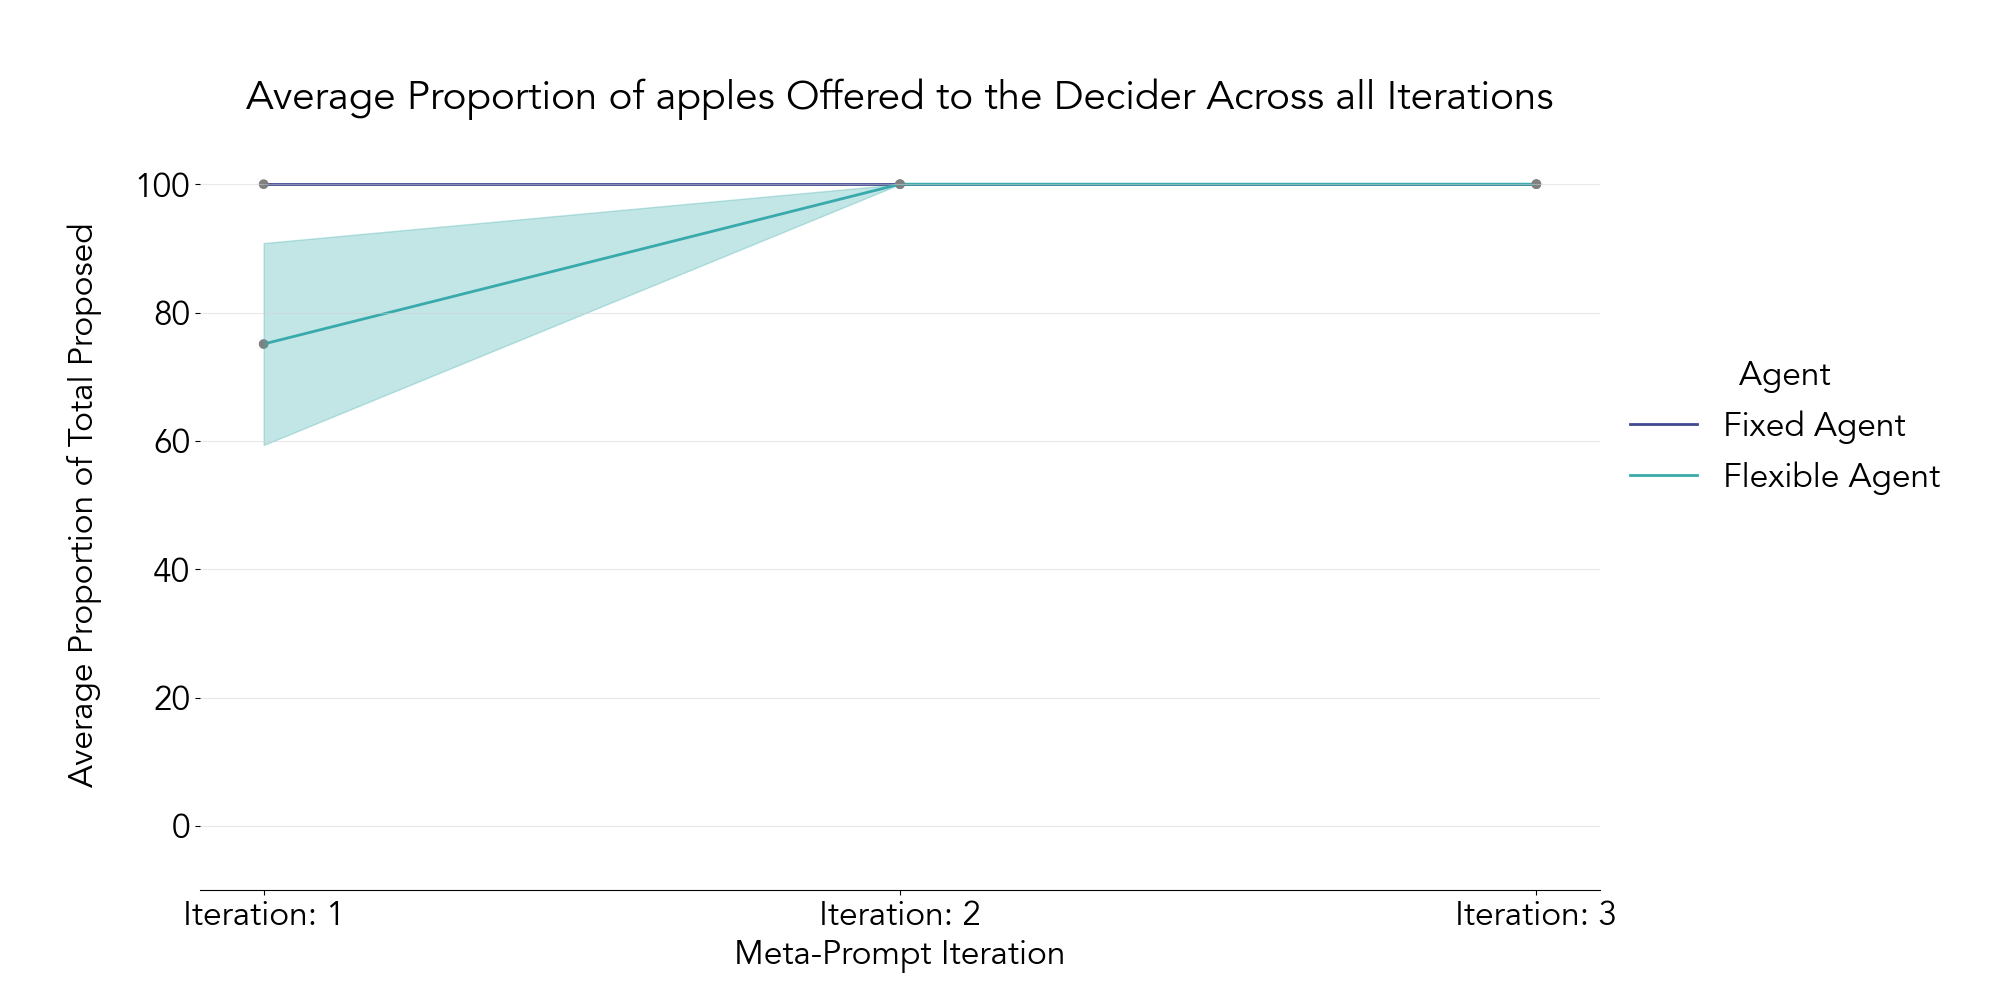 Average Proportion of apples Offered to the Decider Across all Iterations
Average Proportion of Total Proposed
100
80
60
40
20
0
Iteration: 1
Iteration: 2
Iteration: 3
Meta-Prompt Iteration
Agent
Fixed Agent
Flexible Agent